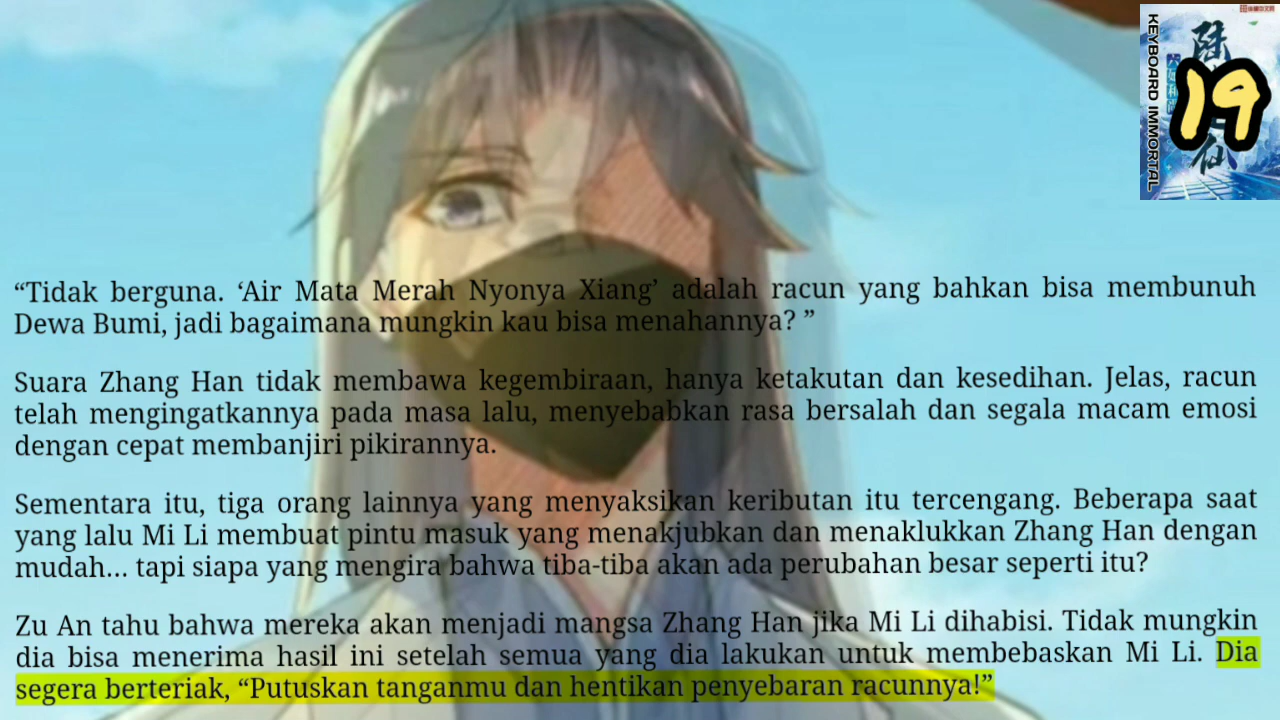 KEYBOARD IMMORTAL
19
仙
“Tidak berguna. ‘Air Mata Merah Nyonya Xiang’ adalah racun yang bahkan bisa membunuh
Dewa Bumi, jadi bagaimana mungkin kau bisa menahannya? ”
Suara Zhang Han tidak membawa kegembiraan, hanya ketakutan dan kesedihan. Jelas, racun
telah mengingatkannya pada masa lalu, menyebabkan rasa bersalah dan segala macam emosi
dengan cepat membanjiri pikirannya.
Sementara itu, tiga orang lainnya yang menyaksikan keributan itu tercengang. Beberapa saat
yang lalu Mi Li membuat pintu masuk yang menakjubkan dan menaklukkan Zhang Han dengan
mudah... tapi siapa yang mengira bahwa tiba-tiba akan ada perubahan besar seperti itu?
Zu An tahu bahwa mereka akan menjadi mangsa Zhang Han jika Mi Li dihabisi. Tidak mungkin
dia bisa menerima hasil ini setelah semua yang dia lakukan untuk membebaskan Mi Li. Dia
segera berteriak, “Putuskan tanganmu dan hentikan penyebaran racunnya!”